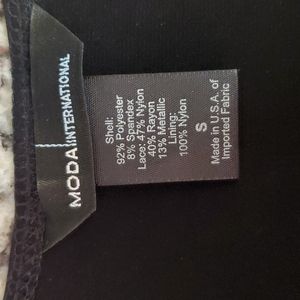 MODA INTERNATIONAL
Shell:
92% Polyester
8% Spandex
Lace: 47% Nylon
40% Rayon
13% Metallic
Lining:
100% Nylon
S
Made in U.S.A. of
Imported Fabric